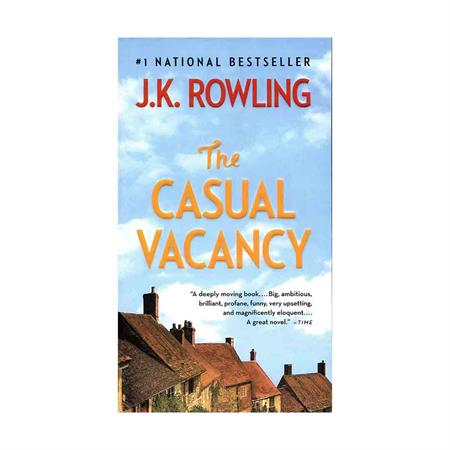 #1 NATIONAL BESTSELLER
J.K. ROWLING
The
CASUAL
VACANCY
"A deeply moving book.... Big, ambitious,
brilliant, profane, funny, very upsetting,
and magnificently eloquent....
A great novel." —TIME